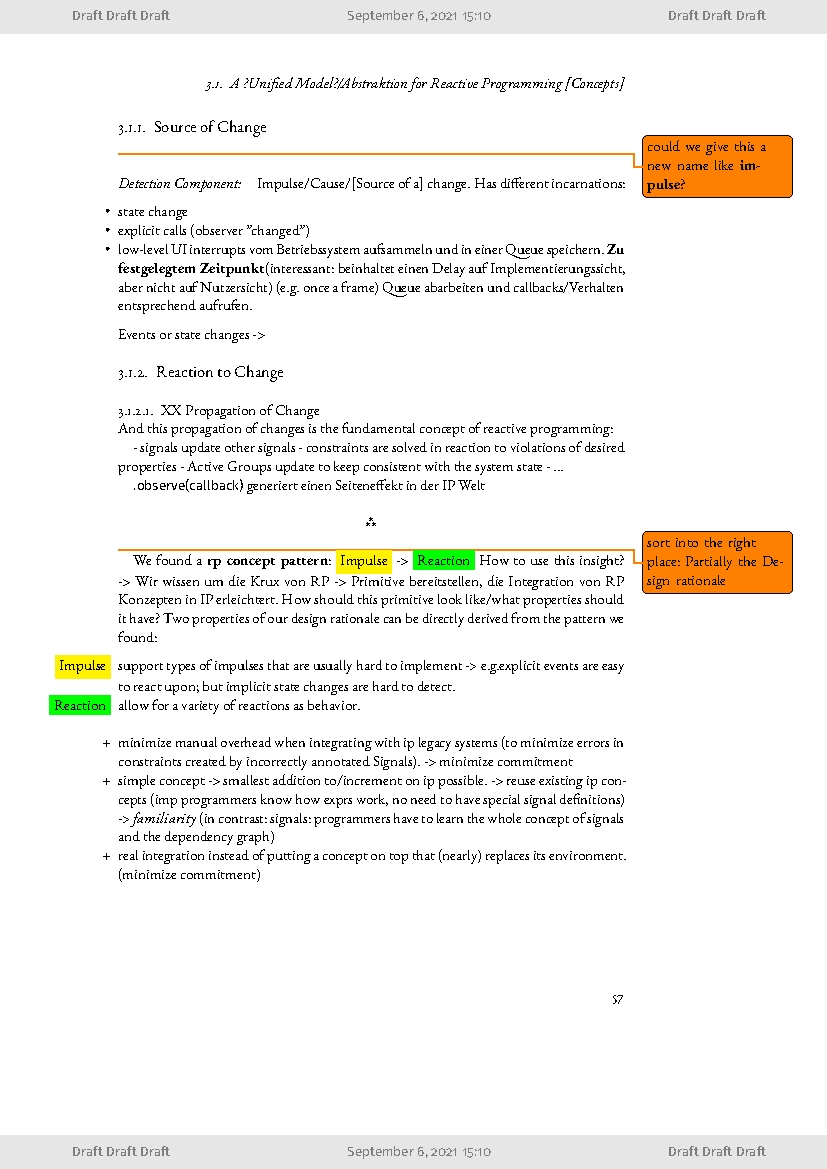 Draft Draft Draft September 6, 2021 15:10 Draft Draft Draft
3.1. A ?Unified Model?/Abstraktion for Reactive Programming [Concepts]
3.1.1. Source of Change
could we give this a
new name like im-
pulse?
Detection Component: Impulse/Cause/[Source of a] change. Has different incarnations:
• state change
• explicit calls (observer ”changed”)
• low-level UI interrupts vom Betriebssystem aufsammeln und in einer Queue speichern. Zu
festgelegtem Zeitpunkt(interessant: beinhaltet einen Delay auf Implementierungssicht,
aber nicht auf Nutzersicht) (e.g. once a frame) Queue abarbeiten und callbacks/Verhalten
entsprechend aufrufen.
Events or state changes ->
3.1.2. Reaction to Change
3.1.2.1. XX Propagation of Change
And this propagation of changes is the fundamental concept of reactive programming:
- signals update other signals - constraints are solved in reaction to violations of desired
properties - Active Groups update to keep consistent with the system state - ...
.observe(callback) generiert einen Seiteneffekt in der IP Welt
⁂
sort into the right
place: Partially the De-
sign rationale
We found a rp concept pattern: Impulse -> Reaction How to use this insight?
-> Wir wissen um die Krux von RP -> Primitive bereitstellen, die Integration von RP
Konzepten in IP erleichtert. How should this primitive look like/what properties should
it have? Two properties of our design rationale can be directly derived from the pattern we
found:
Impulse support types of impulses that are usually hard to implement -> e.g.explicit events are easy
to react upon; but implicit state changes are hard to detect.
Reaction allow for a variety of reactions as behavior.
+ minimize manual overhead when integrating with ip legacy systems (to minimize errors in
constraints created by incorrectly annotated Signals). -> minimize commitment
+ simple concept -> smallest addition to/increment on ip possible. -> reuse existing ip con-
cepts (imp programmers know how exprs work, no need to have special signal definitions)
-> familiarity (in contrast: signals: programmers have to learn the whole concept of signals
and the dependency graph)
+ real integration instead of putting a concept on top that (nearly) replaces its environment.
(minimize commitment)
57
Draft Draft Draft September 6, 2021 15:10 Draft Draft Draft